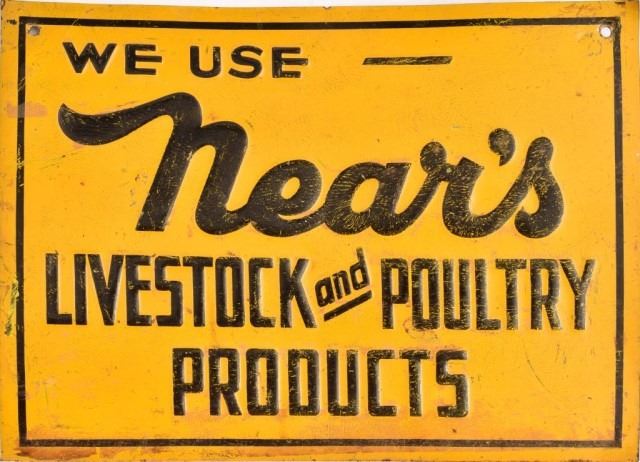 WE USE —
Near's
LIVESTOCK and POULTRY
PRODUCTS